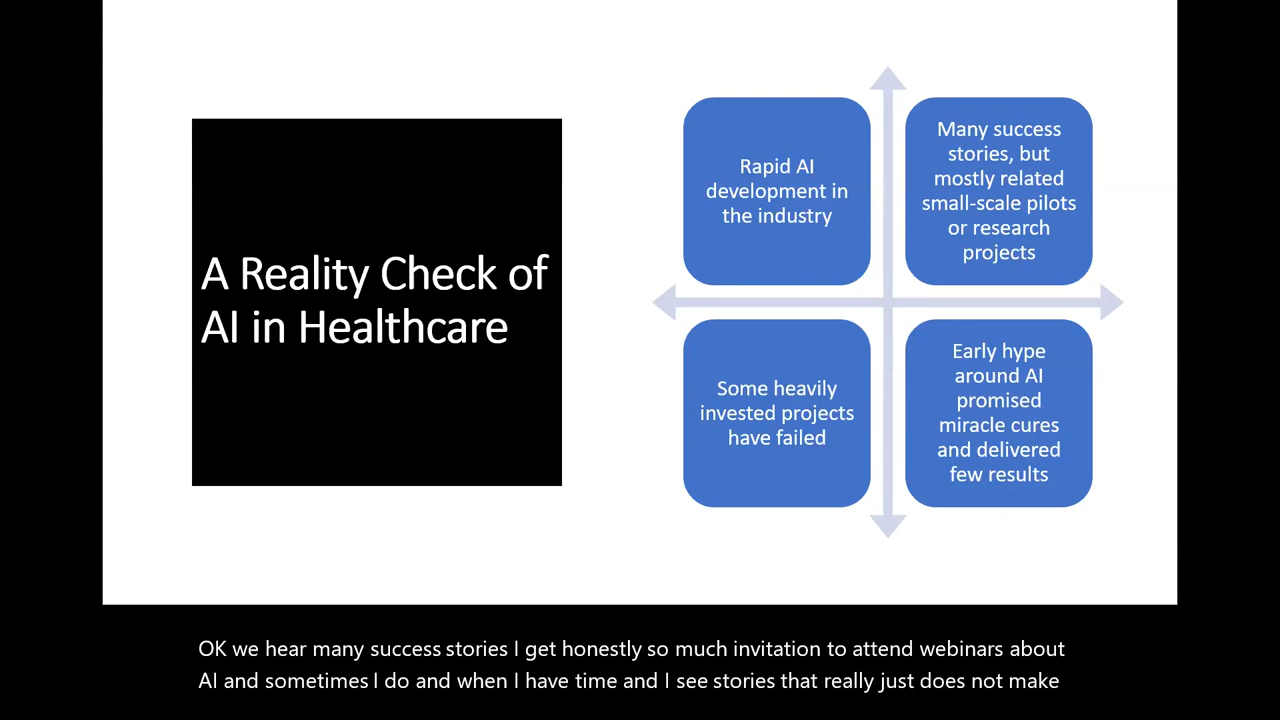 A Reality Check of
AI in Healthcare
Rapid AI
development in
the industry
Many success
stories, but
mostly related
small-scale pilots
or research
projects
Some heavily
invested projects
have failed
Early hype
around AI
promised
miracle cures
and delivered
few results
OK we hear many success stories I get honestly so much invitation to attend webinars about
AI and sometimes I do and when I have time and I see stories that really just does not make